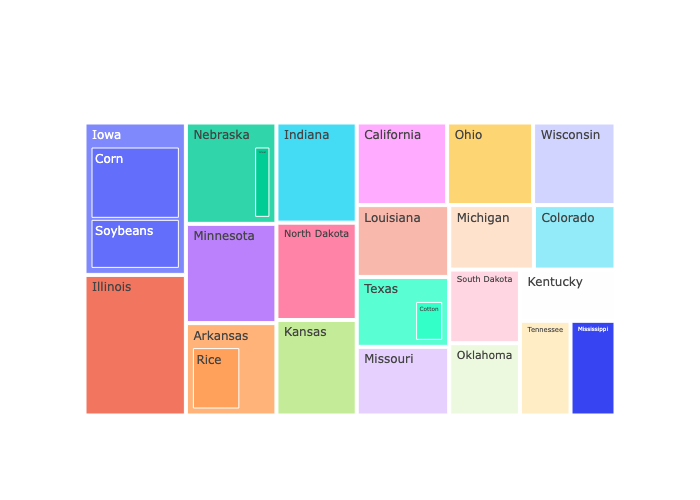 Iowa
Corn
Soybeans
Illinois
Nebraska
Minnesota
Arkansas
Rice
Indiana
North Dakota
Kansas
California
Ohio
Wisconsin
Louisiana
Michigan
Colorado
Texas
Cotton
Missouri
South Dakota
Kentucky
Oklahoma
Tennessee
Mississippi